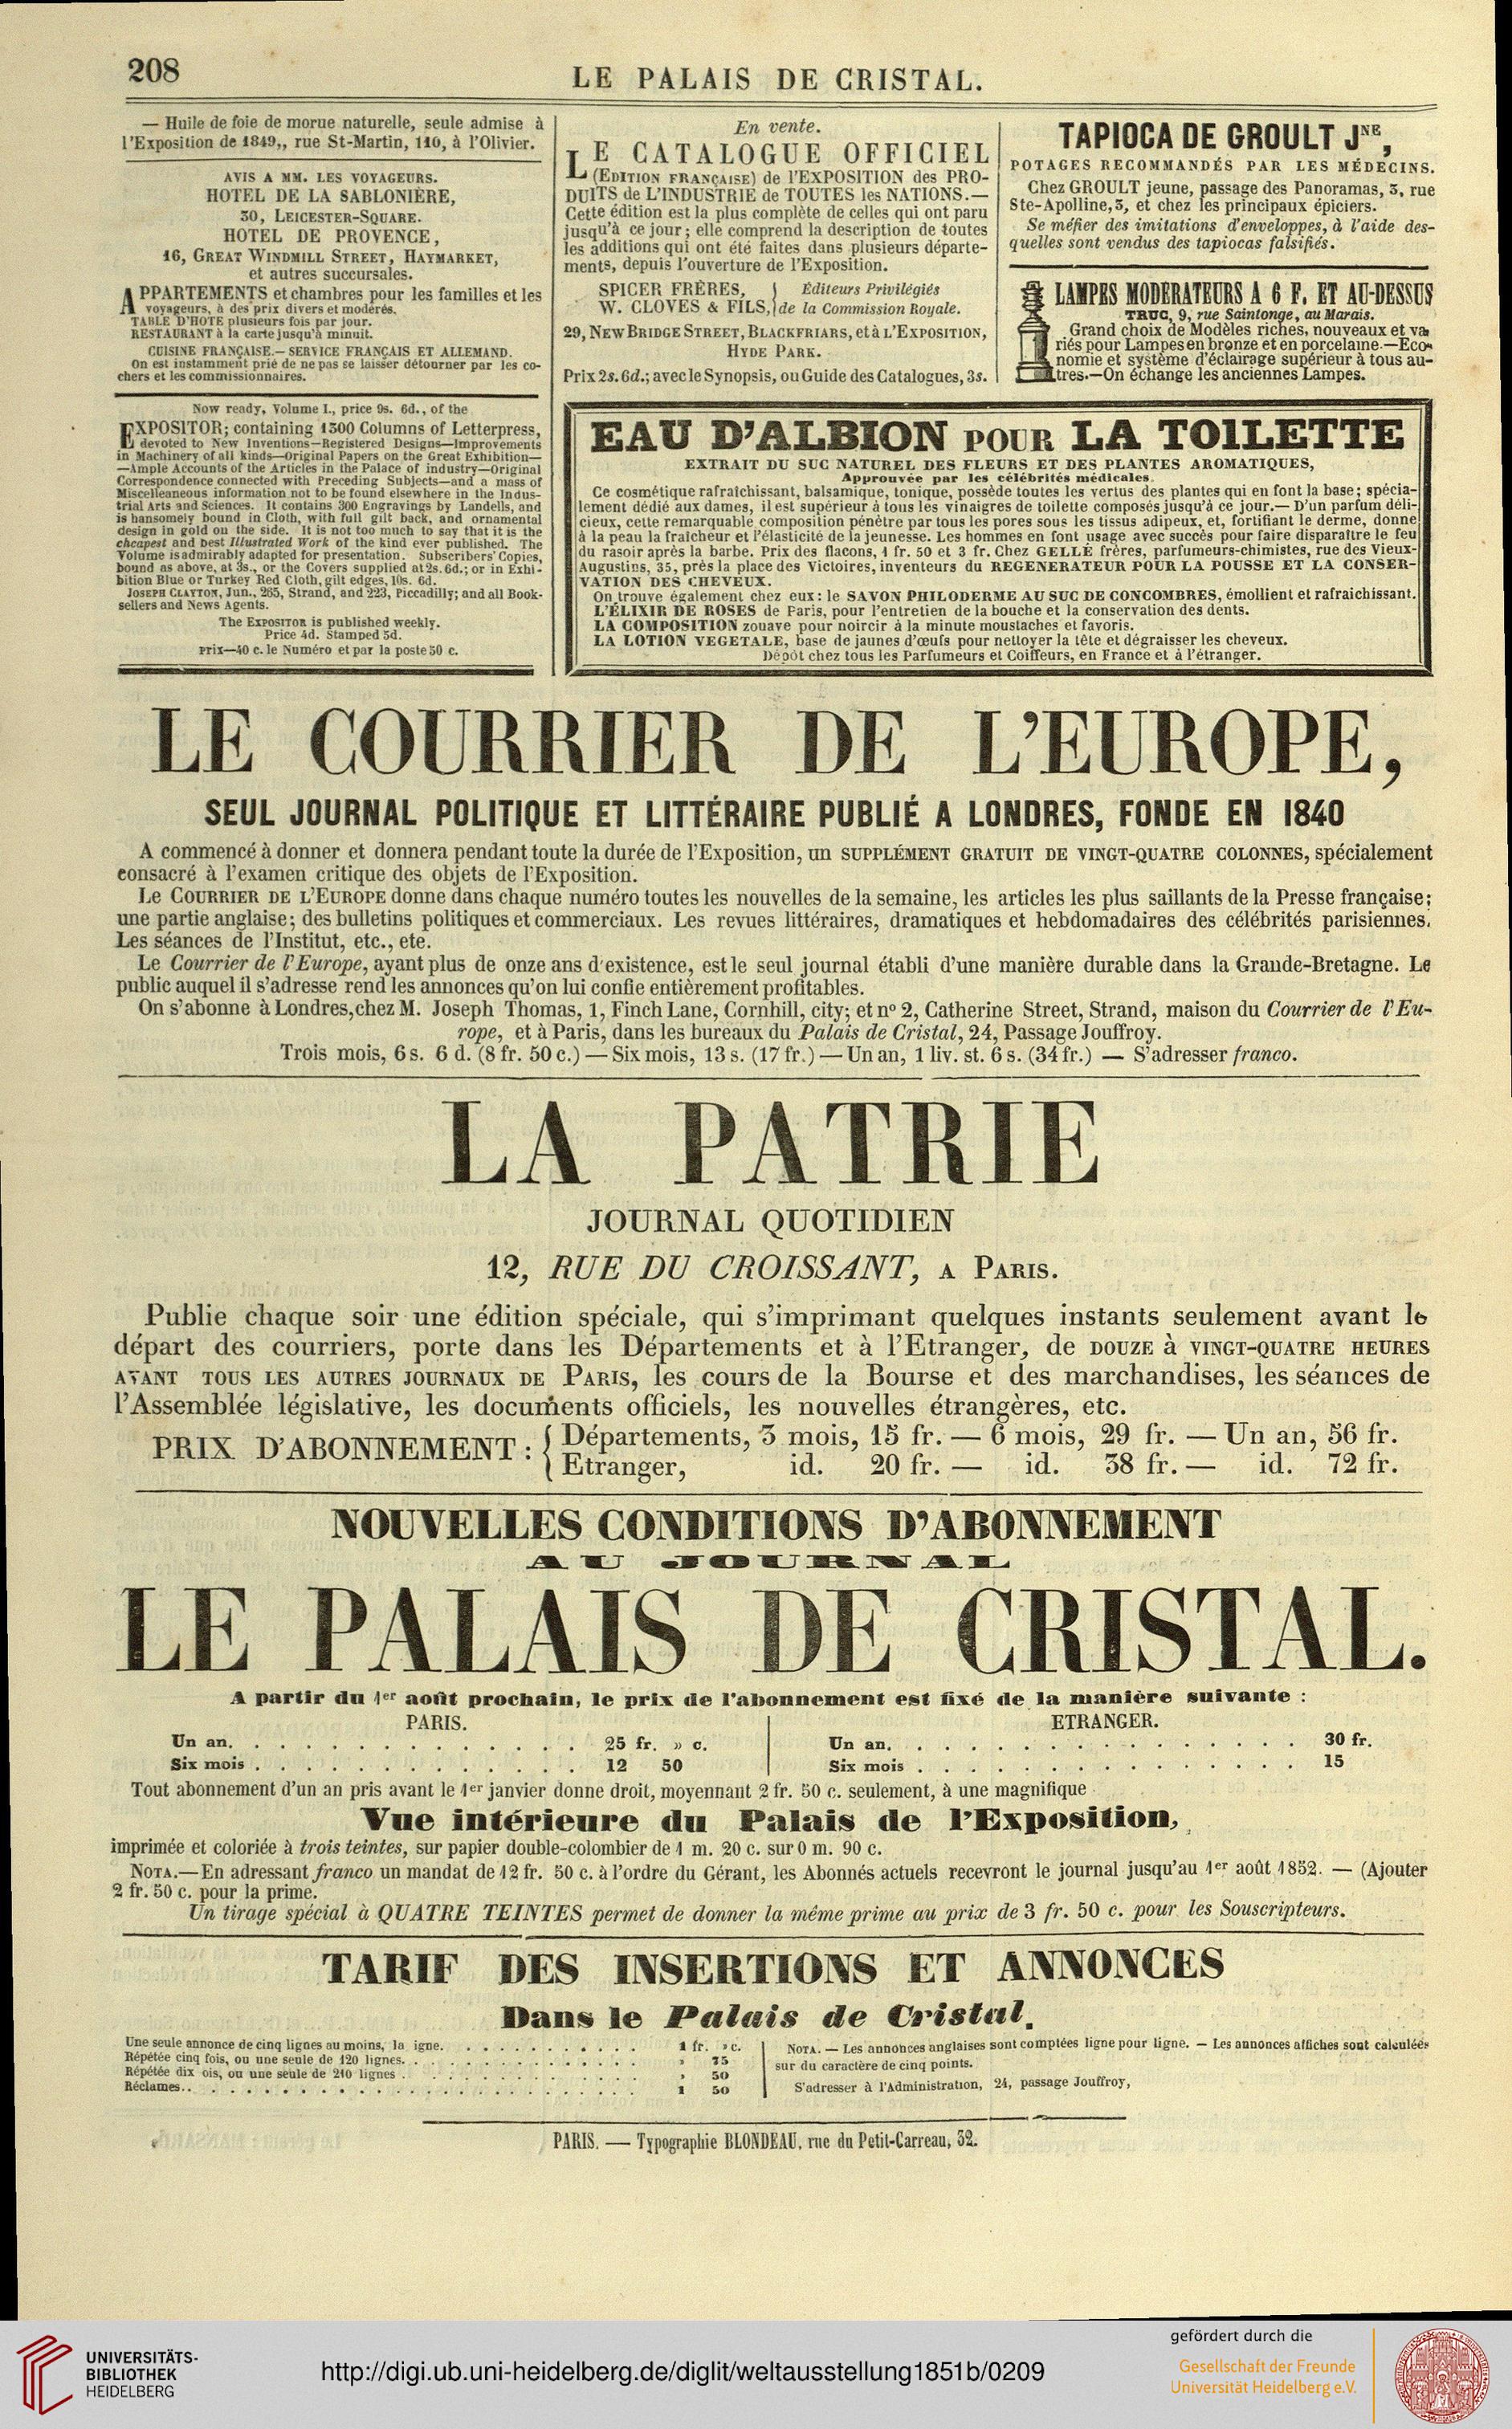 208
LE PALAIS DE CRISTAL.
— Huile de foie de morue naturelle, seule admise à
l'Exposition de 1849,, rue St-Martin, 110, à l'Olivier.
AVIS A MM. LES VOYAGEURS.
HOTEL DE LA SABLONIÈRE,
30, LEICESTER-SQUARE.
HOTEL DE PROVENCE,
16, GREAT WINDMILL STREET, HAYMARKET,
et autres succursales.
APPARTEMENTS et chambres pour les familles et les
voyageurs, à des prix divers et modérés.
TABLE D'HOTE plusieurs fois par jour.
RESTAURANT à la carte jusqu'à minuit.
CUISINE FRANÇAISE.—SERVICE FRANÇAIS ET ALLEMAND.
On est instamment prié de ne pas se laisser détourner par les co-
chers et les commissionnaires.
Now ready, Volume I., price 9s. 6d., of the
EXPOSITOR; containing 1300 Columns of Letterpress,
devoted to New Inventions—Registered Designs—Improvements
in Machinery of all kinds—Original Papers on the Great Exhibition—
—Ample Accounts of the Articles in the Palace of industry—Original
Correspondence connected with Preceding Subjects—and a mass of
Miscelleaneous information not to be found elsewhere in the Indus-
trial Arts and Sciences. It contains 300 Engravings by Landells, and
is hansomely bound in Cloth, with full gilt back, and ornamental
design in gold on the side. It is not too much to say that it is the
cheapest and best Illustrated Work of the kind ever published. The
Volume is admirably adapted for presentation. Subscribers' Copies,
bound as above, at 3s., or the Covers supplied at 2s. 6d.; or in Exhi-
bition Blue or Turkey Red Cloth, gilt edges, 10s. 6d.
JOSEPH CLAYTON, Jun., 265, Strand, and 223, Piccadilly; and all Book-
sellers and News Agents.
The EXPOSITOR is published weekly.
Price 4d. Stamped 5d.
Prix—40 c. le Numéro et par la poste 50 c.
En vente.
LE CATALOGUE OFFICIEL
(EDITION FRANÇAISE) de l'EXPOSITION des PRO-
DUITS de L'INDUSTRIE de TOUTES les NATIONS.—
Cette édition est la plus complète de celles qui ont paru
jusqu'à ce jour; elle comprend la description de toutes
les additions qui ont été faites dans plusieurs départe-
ments, depuis l'ouverture de l'Exposition.
SPICER FRÈRES, } Éditeurs Privilégiés
W. CLOVES & FILS, } de la Commission Royale.
29, NEW BRIDGE STREET, BLACKFRIARS, et à L'EXPOSITION,
HYDE PARK.
Prix 2s. 6d.; avec le Synopsis, ou Guide des Catalogues, 3s.
TAPIOCA DE GROULT JNE,
POTAGES RECOMMANDÉS PAR LES MÉDECINS.
Chez GROULT jeune, passage des Panoramas, 3, rue
Ste-Apolline, 3, et chez les principaux épiciers.
Se méfier des imitations d'enveloppes, à l'aide des-
quelles sont vendus des tapiocas falsifiés.
LAMPES MODERATEURS A 6 F. ET AU-DESSUS
TRUC, 9, rue Saintonge, au Marais.
Grand choix de Modèles riches, nouveaux et va
riés pour Lampes en bronze et en porcelaine.—Eco-
nomie et système d'éclairage supérieur à tous au-
tres.—On échange les anciennes Lampes.
EAU D'ALBION POUR LA TOILETTE
EXTRAIT DU SUC NATUREL DES FLEURS ET DES PLANTES AROMATIQUES,
Approuvée par les célébrités médicales.
Ce cosmétique rafraîchissant, balsamique, tonique, possède toutes les vertus des plantes qui en font la base; spécia-
lement dédié aux dames, il est supérieur à tous les vinaigres de toilette composés jusqu'à ce jour.— D'un parfum déli-
cieux, cette remarquable composition pénètre par tous les pores sous les tissus adipeux, et, fortifiant le derme, donne
à la peau la fraîcheur et l'élasticité de la jeunesse. Les hommes en font usage avec succès pour faire disparaître le feu
du rasoir après la barbe. Prix des flacons, 1 fr. 50 et 3 fr. Chez GELLÉ frères, parfumeurs-chimistes, rue des Vieux-
Augustins, 35, près la place des Victoires, inventeurs du REGENERATEUR POUR LA POUSSE ET LA CONSER-
VATION DES CHEVEUX.
On trouve également chez eux: le SAVON PHILODERME AU SUC DE CONCOMBRES, émollient et rafraichissant.
L'ÉLIXIR DE ROSES de Paris, pour l'entretien de la bouche et la conservation des dents.
LA COMPOSITION zouave pour noircir à la minute moustaches et favoris.
LA LOTION VEGETALE, base de jaunes d'œufs pour nettoyer la tête et dégraisser les cheveux.
Dépôt chez tous les Parfumeurs et Coiffeurs, en France et à l'étranger.
LE COURRIER DE L'EUROPE,
SEUL JOURNAL POLITIQUE ET LITTÉRAIRE PUBLIÉ A LONDRES, FONDE EN 1840
A commencé à donner et donnera pendant toute la durée de l'Exposition, un SUPPLÉMENT GRATUIT DE VINGT-QUATRE COLONNES, spécialement
consacré à l'examen critique des objets de l'Exposition.
Le COURRIER DE L'EUROPE donne dans chaque numéro toutes les nouvelles de la semaine, les articles les plus saillants de la Presse française;
une partie anglaise; des bulletins politiques et commerciaux. Les revues littéraires, dramatiques et hebdomadaires des célébrités parisiennes.
Les séances de l'Institut, etc., ete.
Le Courrier de l'Europe, ayant plus de onze ans d'existence, est le seul journal établi d'une manière durable dans la Grande-Bretagne. Le
public auquel il s'adresse rend les annonces qu'on lui confie entièrement profitables.
On s'abonne à Londres, chez M. Joseph Thomas, 1, Finch Lane, Cornhill, city; et nº 2, Catherine Street, Strand, maison du Courrier de l'Eu-
rope, et à Paris, dans les bureaux du Palais de Cristal, 24, Passage Jouffroy.
Trois mois, 6 s. 6 d. (8 fr. 50 c.) — Six mois, 13 s. (17 fr.) — Un an, 1 liv. st. 6 s. (34 fr.) — S'adresser franco.
LA PATRIE
JOURNAL QUOTIDIEN
12, RUE DU CROISSANT, A PARIS.
Publie chaque soir une édition spéciale, qui s'imprimant quelques instants seulement avant le
départ des courriers, porte dans les Départements et à l'Etranger, de DOUZE à VINGT-QUATRE HEURES
AVANT TOUS LES AUTRES JOURNAUX DE PARIS, les cours de la Bourse et des marchandises, les séances de
l'Assemblée législative, les documents officiels, les nouvelles étrangères, etc.
PRIX D'ABONNEMENT : { Départements, 3 mois, 15 fr. — 6 mois, 29 fr. — Un an, 56 fr.
Etranger, id. 20 fr. — id. 38 fr. — id. 72 fr.
NOUVELLES CONDITIONS D'ABONNEMENT
AU JOURNAL
LE PALAIS DE CRISTAL.
A partir du 1er août prochain, le prix de l'abonnement est fixé de la manière suivante :
PARIS.
Un an. . . . . . . . . . . . . . 25 fr. » c.
Six mois . . . . . . . . . . . . . 12 50
ETRANGER.
Un an. . . . . . . . . . . . . . . . . 30 fr.
Six mois . . . . . . . . . . . . . . . . 15
Tout abonnement d'un an pris avant le 1er janvier donne droit, moyennant 2 fr. 50 c. seulement, à une magnifique
Vue intérieure du Palais de l'Exposition,
imprimée et coloriée à trois teintes, sur papier double-colombier de 1 m. 20 c. sur 0 m. 90 c.
NOTA.—En adressant franco un mandat de 12 fr. 50 c. à l'ordre du Gérant, les Abonnés actuels recevront le journal jusqu'au 1er août 1852. — (Ajouter
2 fr. 50 c. pour la prime.
Un tirage spécial à QUATRE TEINTES permet de donner la même prime au prix de 3 fr. 50 c. pour les Souscripteurs.
TARIF DES INSERTIONS ET ANNONCES
Dans le Palais de Cristal.
Une seule annonce de cinq lignes au moins, la igne. . . . . . . . . . . 1 fr. » c.
Répétée cinq fois, ou une seule de 120 lignes. . . . . . . . . . . . » 75
Répétée dix ois, ou une seule de 240 lignes . . . . . . . . . . . . » 50
Réclames. . . . . . . . . . . . . . . . . . . . 1 50
NOTA. — Les annonces anglaises sont comptées ligne pour ligne. — Les annonces affiches sont calculées
sur du caractère de cinq points.
S'adresser à l'Administration, 24, passage Jouffroy,
PARIS. — Typographie BLONDEAU, rue du Petit-Carreau, 32.
UNIVERSITÄTS-
BIBLIOTHEK
HEIDELBERG
http://digi.ub.uni-heidelberg.de/diglit/weltausstellung1851b/0209
gefördert durch die
Gesellschaft der Freunde
Universität Heidelberg e.V.